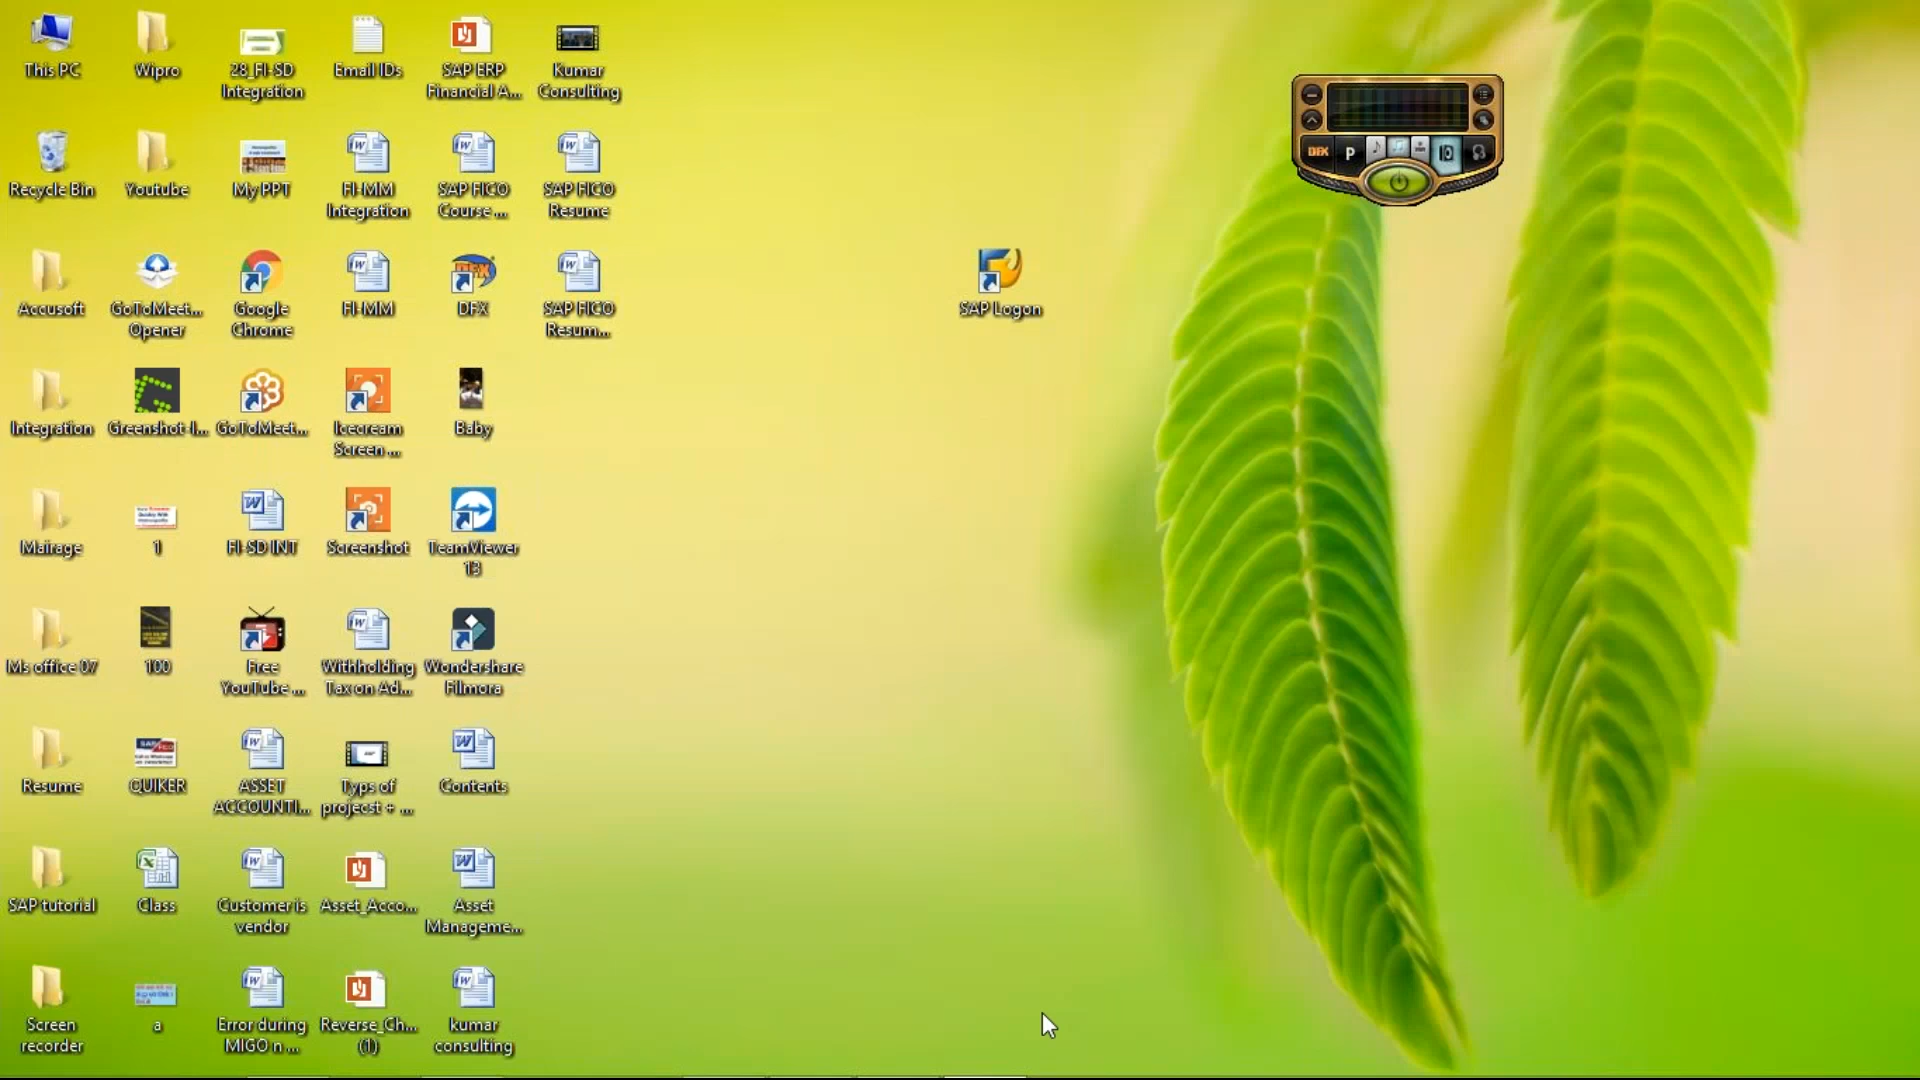 This PC
Wipro
28_FI-SD
Integration
Email IDs
SAP ERP
Financial A...
Kumar
Consulting
Recycle Bin
Youtube
My PPT
FI-MM
Integration
SAP FICO
Course ...
SAP FICO
Resume
Accusoft
GoToMeet...
Opener
Google
Chrome
FI-MM
DFX
SAP FICO
Resum...
SAP Logon
DFX
P
Integration
Greenshot-I...
GoToMeet...
Icecream
Screen ...
Baby
Mairage
1
FI-SD INT
Screenshot
TeamViewer
13
Ms office 07
100
Free
YouTube ...
Withholding
Tax on Ad...
Wondershare
Filmora
Resume
QUIKER
ASSET
ACCOUNTI...
Typs of
projecst + ...
Contents
SAP tutorial
Class
Customer is
vendor
Asset_Acco...
Asset
Manageme...
Screen
recorder
a
Error during
MIGO n ...
Reverse_Ch...
(1)
kumar
consulting